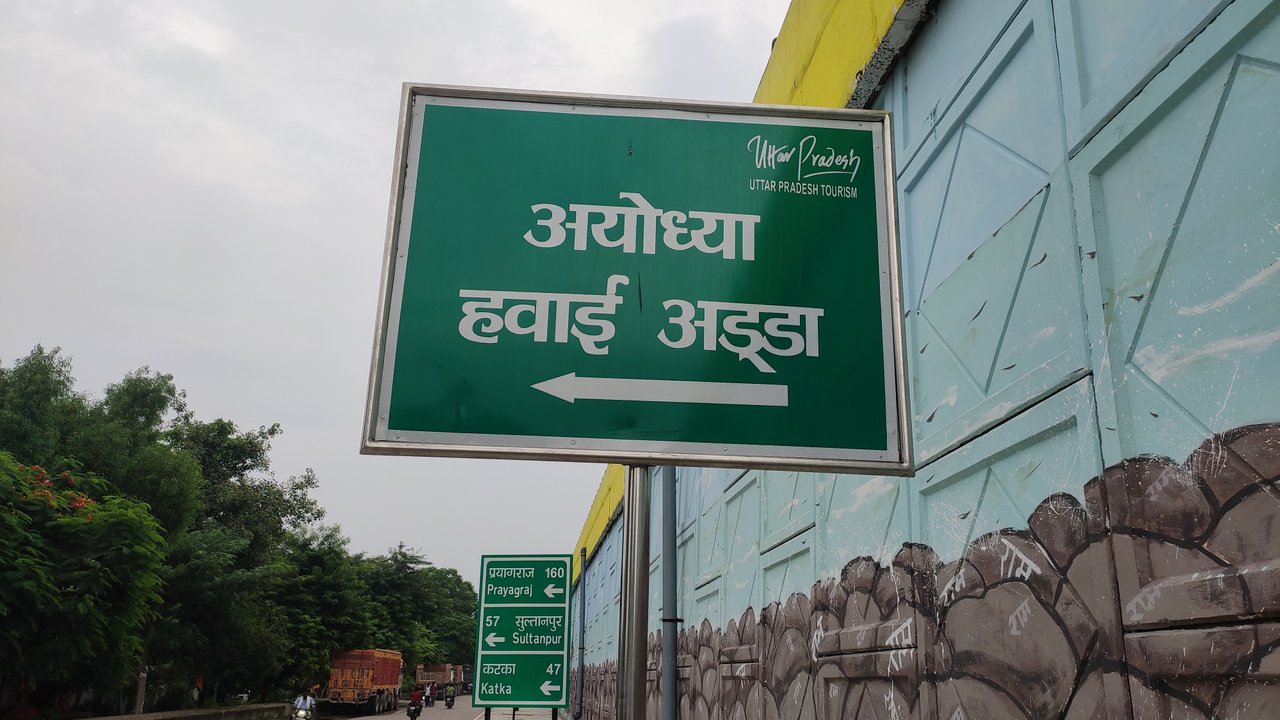 Uttar Pradesh
UTTAR PRADESH TOURISM
अयोध्या
हवाई अड्डा
प्रयागराज 160
Prayagraj
57 सुल्तानपुर
Sultanpur
कटका 47
Katka
राम
राम
राम
राम